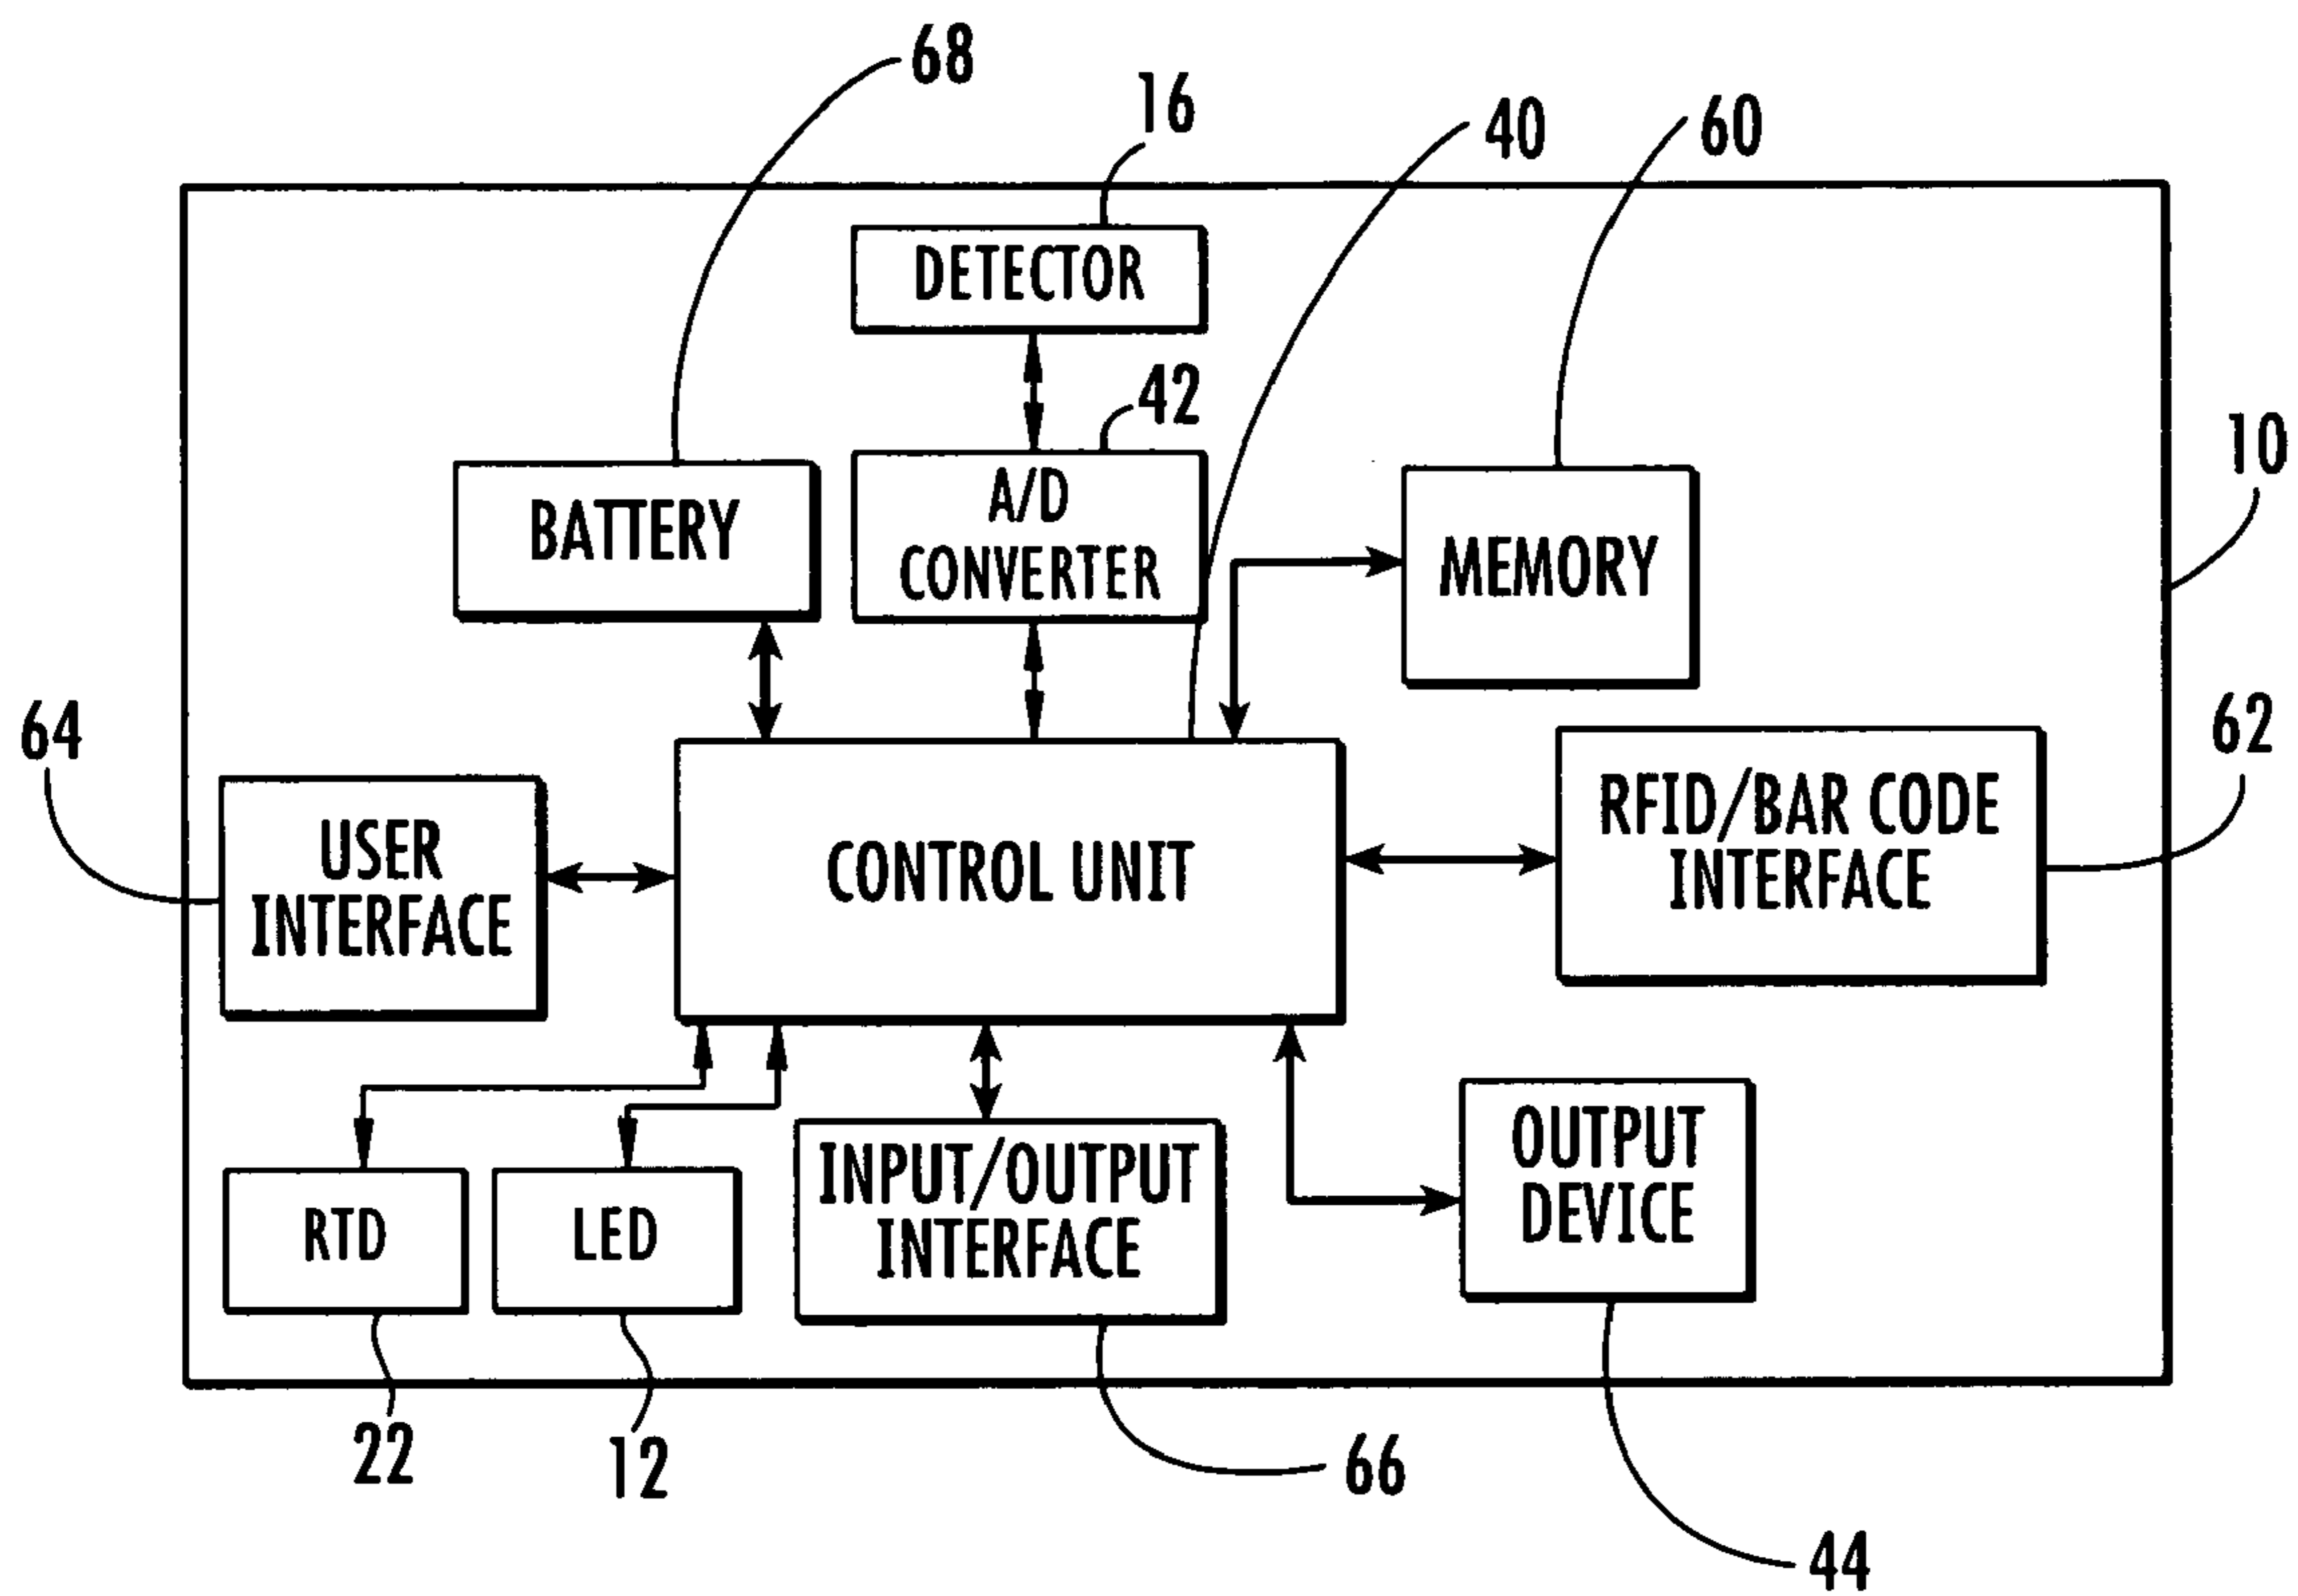 68
16
40
60
DETECTOR
42
10
BATTERY
A/D
CONVERTER
MEMORY
64
62
USER
INTERFACE
CONTROL UNIT
RFID/BAR CODE
INTERFACE
RTD
LED
INPUT/OUTPUT
INTERFACE
OUTPUT
DEVICE
22
12
66
44